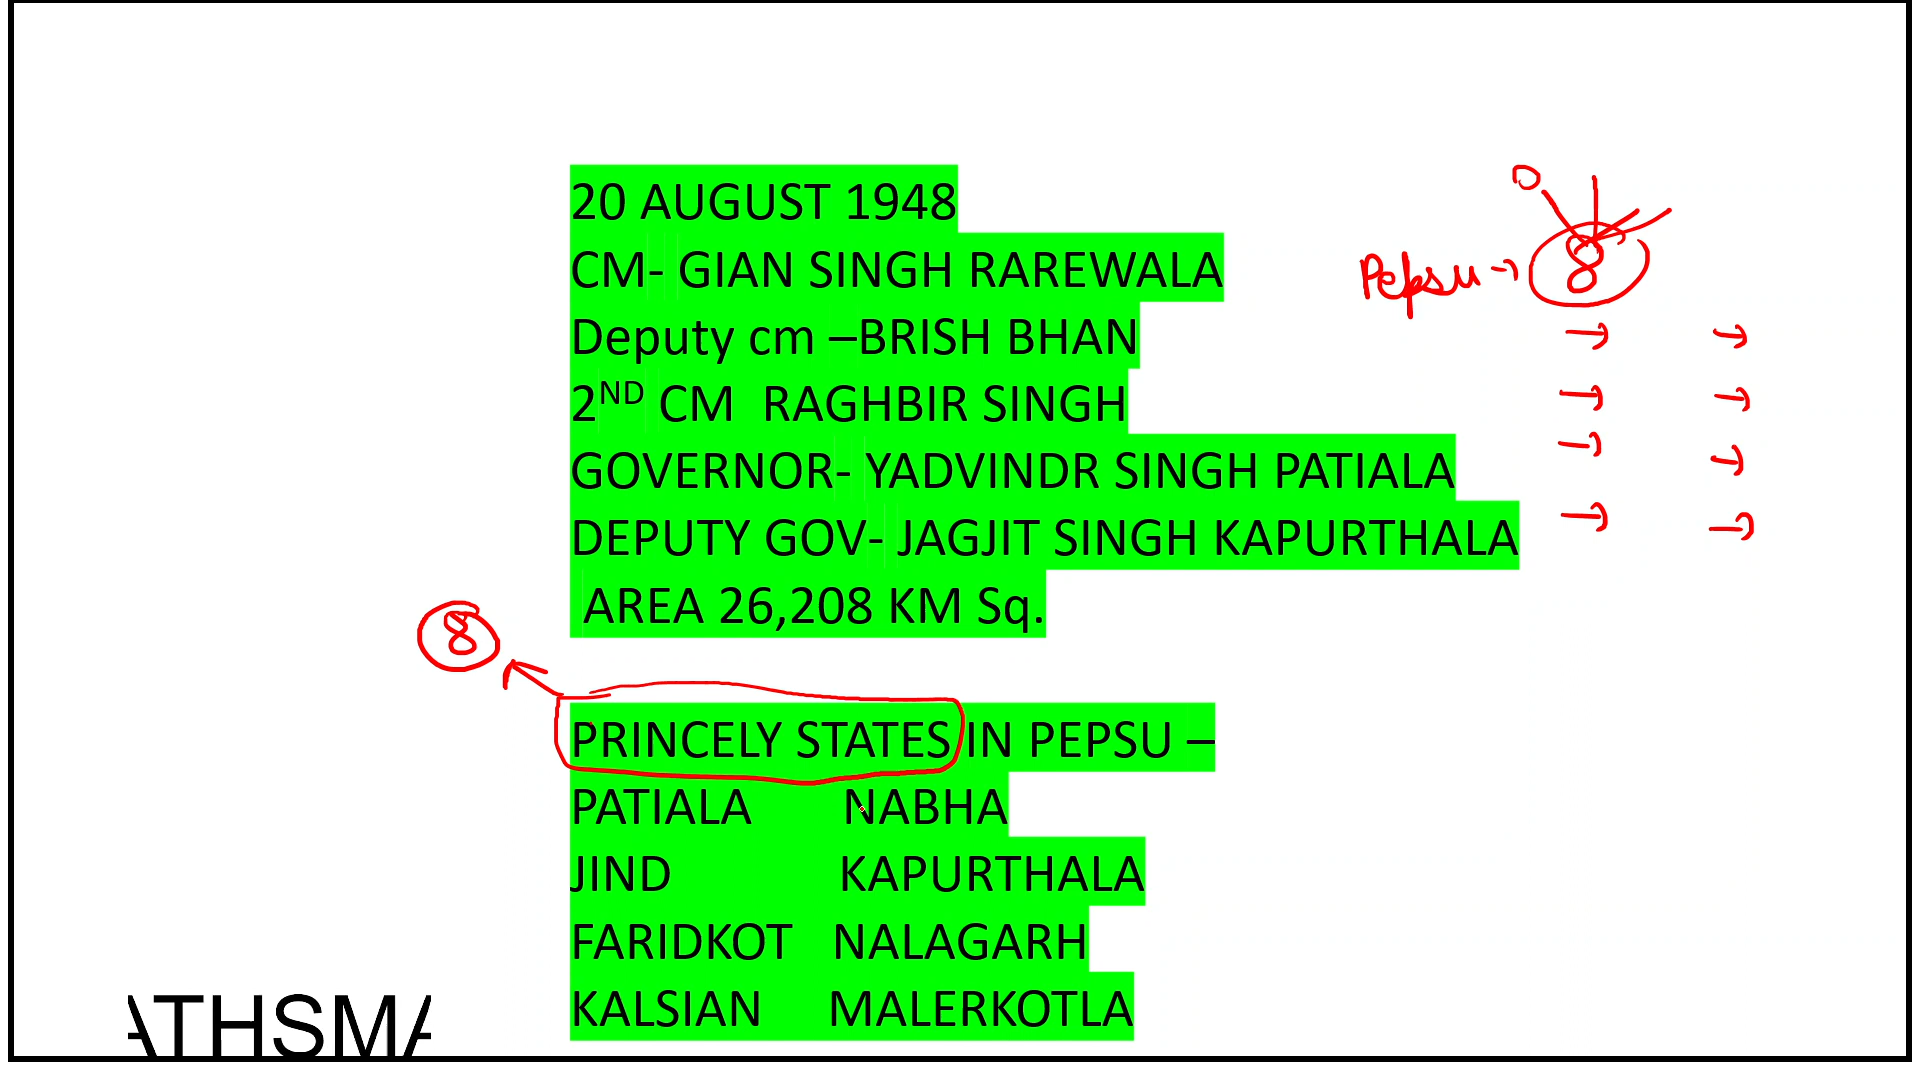 20 AUGUST 1948
CM- GIAN SINGH RAREWALA
Deputy cm –BRISH BHAN
2ND CM RAGHBIR SINGH
GOVERNOR- YADVINDR SINGH PATIALA
DEPUTY GOV- JAGJIT SINGH KAPURTHALA
AREA 26,208 KM Sq.
Pepsu → 8
8
PRINCELY STATES IN PEPSU –
PATIALA NABHA
JIND KAPURTHALA
FARIDKOT NALAGARH
KALSIAN MALERKOTLA
ATHSMA